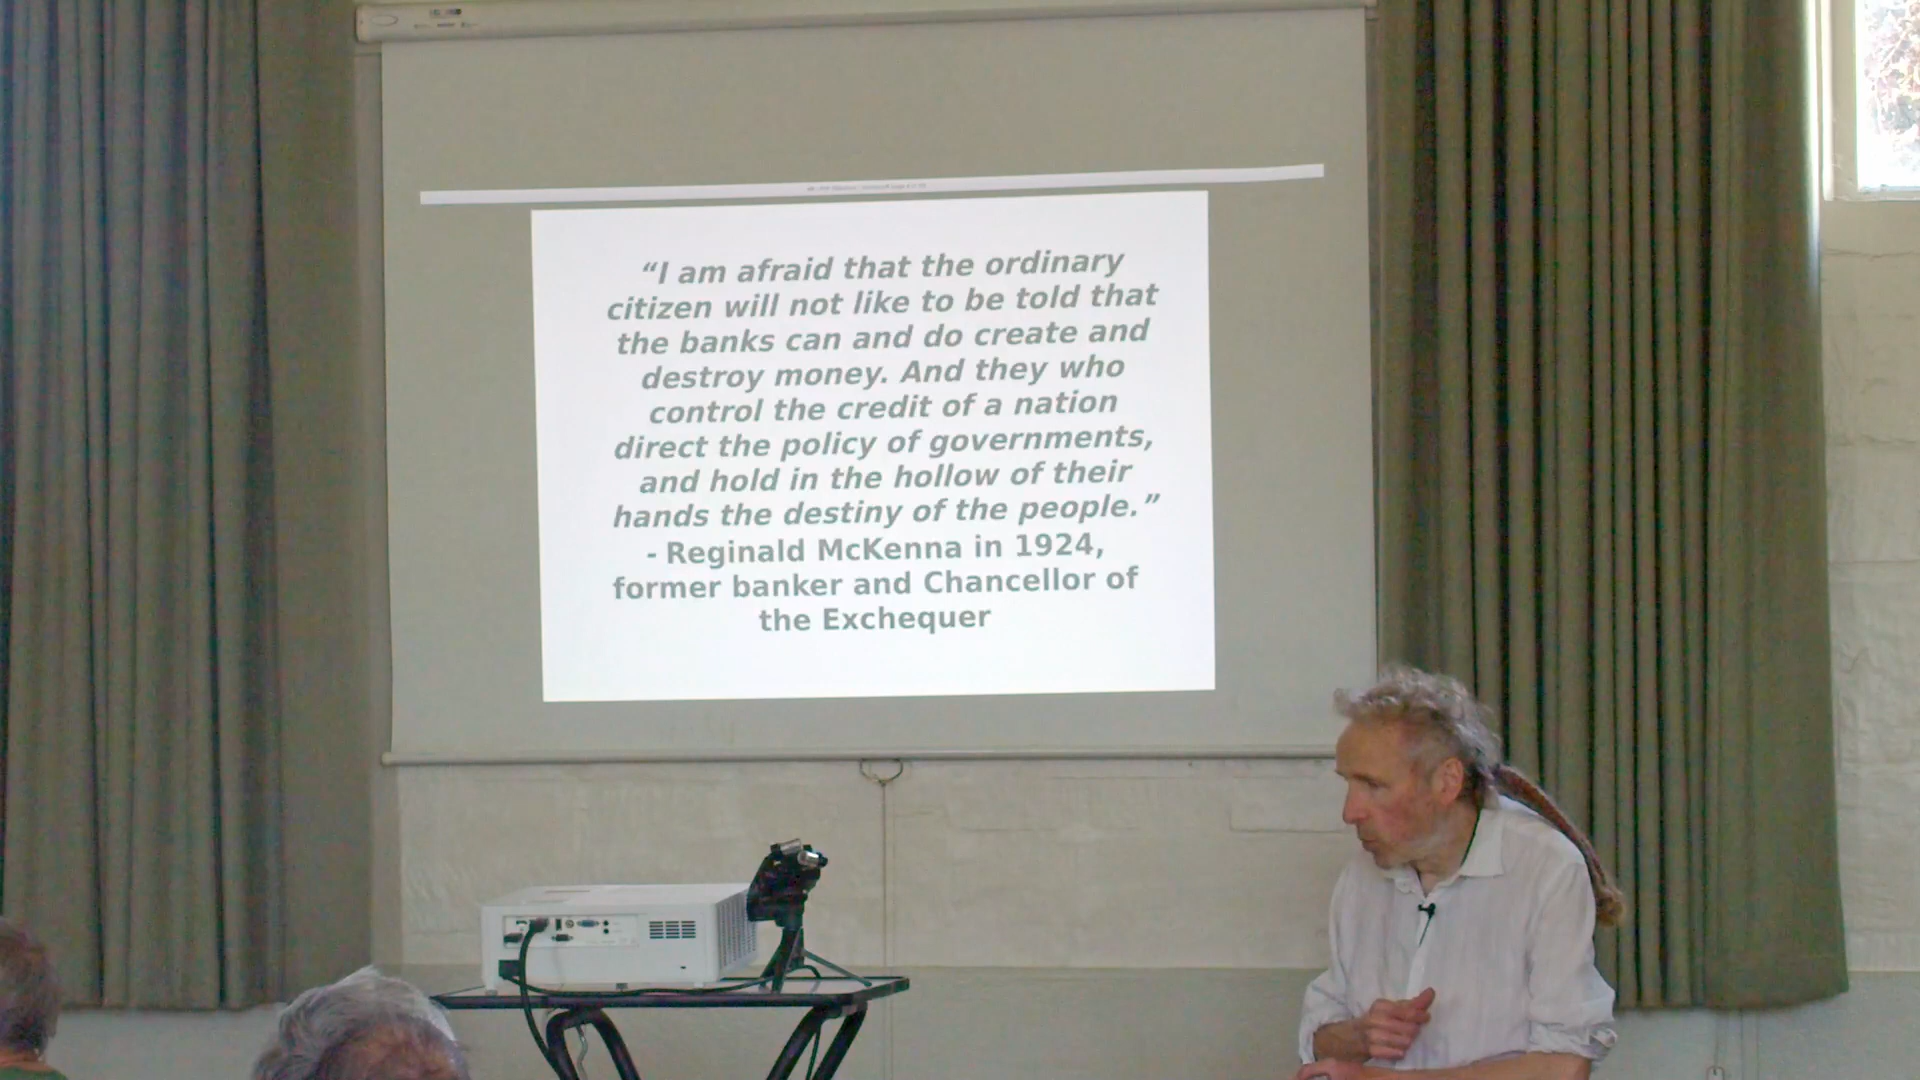 “I am afraid that the ordinary
citizen will not like to be told that
the banks can and do create and
destroy money. And they who
control the credit of a nation
direct the policy of governments,
and hold in the hollow of their
hands the destiny of the people.”
- Reginald McKenna in 1924,
former banker and Chancellor of
the Exchequer